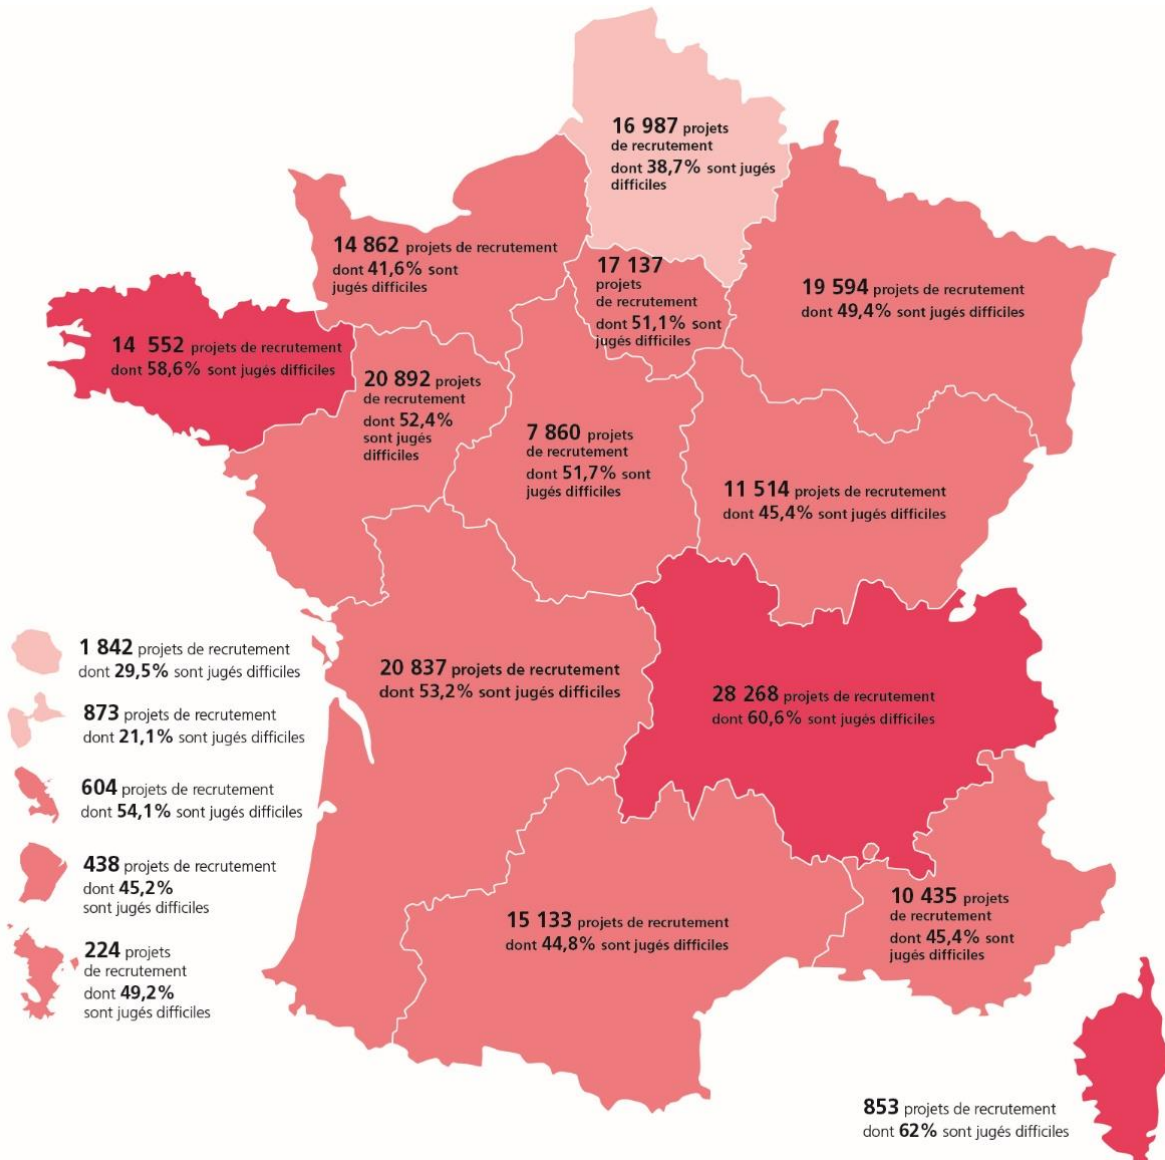 16 987 projets
de recrutement
dont 38,7% sont jugés
difficiles
14 862 projets de recrutement
dont 41,6% sont
jugés difficiles
17 137
projets
de recrutement
dont 51,1% sont
jugés difficiles
19 594 projets de recrutement
dont 49,4% sont jugés difficiles
14 552 projets de recrutement
dont 58,6% sont jugés difficiles
20 892 projets
de recrutement
dont 52,4%
sont jugés
difficiles
7 860 projets
de recrutement
dont 51,7% sont
jugés difficiles
11 514 projets de recrutement
dont 45,4% sont jugés difficiles
1 842 projets de recrutement
dont 29,5% sont jugés difficiles
20 837 projets de recrutement
dont 53,2% sont jugés difficiles
28 268 projets de recrutement
dont 60,6% sont jugés difficiles
873 projets de recrutement
dont 21,1% sont jugés difficiles
604 projets de recrutement
dont 54,1% sont jugés difficiles
438 projets de recrutement
dont 45,2%
sont jugés difficiles
15 133 projets de recrutement
dont 44,8% sont jugés difficiles
10 435 projets
de recrutement
dont 45,4% sont
jugés difficiles
224 projets
de recrutement
dont 49,2%
sont jugés difficiles
853 projets de recrutement
dont 62% sont jugés difficiles